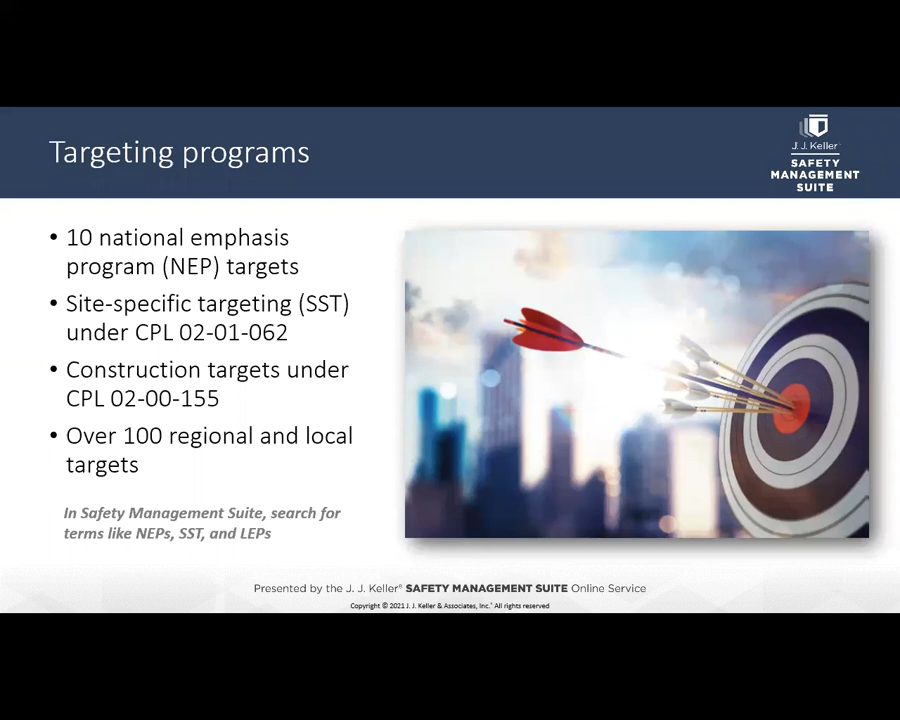 Targeting programs
J. J. Keller
SAFETY
MANAGEMENT
SUITE
• 10 national emphasis
program (NEP) targets
• Site-specific targeting (SST)
under CPL 02-01-062
• Construction targets under
CPL 02-00-155
• Over 100 regional and local
targets
In Safety Management Suite, search for
terms like NEPs, SST, and LEPs
Presented by the J. J. Keller® SAFETY MANAGEMENT SUITE Online Service
Copyright © 2021 J. J. Keller & Associates, Inc.® All rights reserved